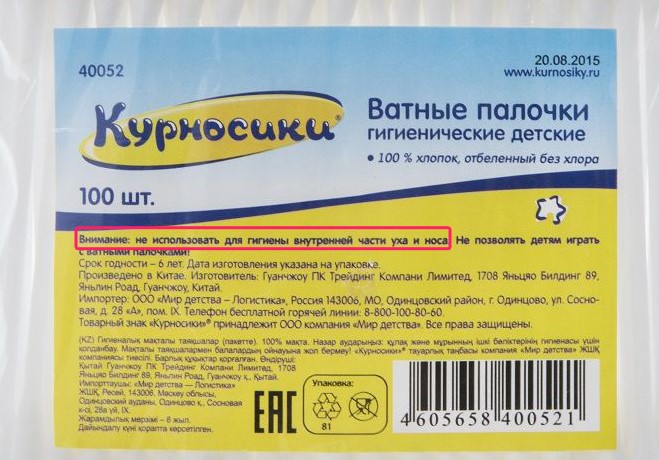 40052
20.08.2015
www.kurnosiky.ru
Курносики®
Ватные палочки
гигиенические детские
• 100 % хлопок, отбеленный без хлора
100 шт.
Внимание: не использовать для гигиены внутренней части уха и носа. Не позволять детям играть
с ватными палочками!
Срок годности – 6 лет. Дата изготовления указана на упаковке.
Произведено в Китае. Изготовитель: Гуанчжоу ПК Трейдинг Компани Лимитед, 1708 Яньцяо Билдинг 89,
Яньлин Роад, Гуанчжоу, Китай.
Импортер: ООО «Мир детства – Логистика», Россия 143006, МО, Одинцовский район, г. Одинцово, ул. Сосно-
вая, д. 28 «А», пом. IX. Телефон бесплатной горячей линии: 8-800-100-80-60.
Товарный знак «Курносики»® принадлежит ООО компания «Мир детства». Все права защищены.
(KZ) Гигиеналық мақталы таяқшалар (пакетте). 100% мақта. Назар аударыңыз: құлақ және мұрынның ішкі бөліктерінің гигиенасы үшін
қолданбау. Мақталы таяқшалармен балалардың ойнауына жол бермеу! «Курносики»® тауарлық таңбасы компания «Мир детства» ЖШҚ
компаниясы тиесілі. Барлық құқықтар қорғалған. Өндіруші:
Қытай Гуанчжоу ПК Трейдинг Компани Лимитед, 1708
Яньцяо Билдинг 89, Яньлин Роад, Гуанчжоу қ., Қытай.
Импорттаушы: «Мир детства — Логистика»
ЖШҚ, Ресей, 143006, Мәскеу облысы,
Одинцовский ауданы, Одинцово қ., Сосновая
к-сі, 28а үй, IX.
Жарамдылық мерзімі – 6 жыл.
Дайындалу күні қорапта көрсетілген.
EAC
Упаковка:
81
4 605658 400521